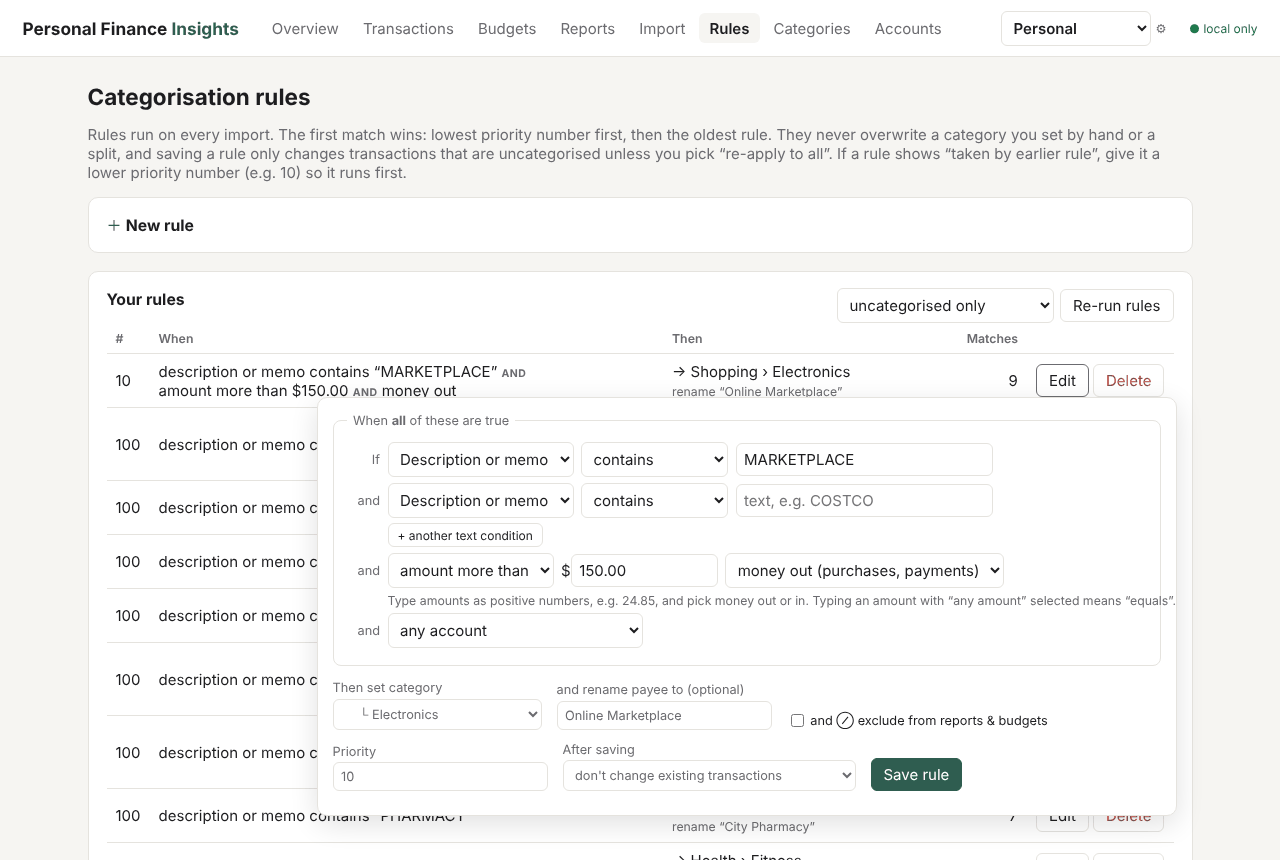 Personal Finance Insights
Overview Transactions Budgets Reports Import Rules Categories Accounts
Personal
local only
Categorisation rules
Rules run on every import. The first match wins: lowest priority number first, then the oldest rule. They never overwrite a category you set by hand or a
split, and saving a rule only changes transactions that are uncategorised unless you pick “re-apply to all”. If a rule shows “taken by earlier rule”, give it a
lower priority number (e.g. 10) so it runs first.
+ New rule
Your rules
uncategorised only
Re-run rules
# When Then Matches
10 description or memo contains “MARKETPLACE” AND
amount more than $150.00 AND money out
→ Shopping › Electronics
rename “Online Marketplace”
9 Edit Delete
When all of these are true
If Description or memo contains MARKETPLACE
and Description or memo contains text, e.g. COSTCO
+ another text condition
and amount more than $ 150.00 money out (purchases, payments)
Type amounts as positive numbers, e.g. 24.85, and pick money out or in. Typing an amount with “any amount” selected means “equals”.
and any account
Then set category
└ Electronics
and rename payee to (optional)
Online Marketplace
and exclude from reports & budgets
Priority
10
After saving
don't change existing transactions
Save rule
100 description or memo c
100 description or memo c
100 description or memo c
100 description or memo c
100 description or memo c
100 description or memo c
100 description or memo contains “PHARMACY”
rename “City Pharmacy”
7 Edit Delete
→ Health › Fitness